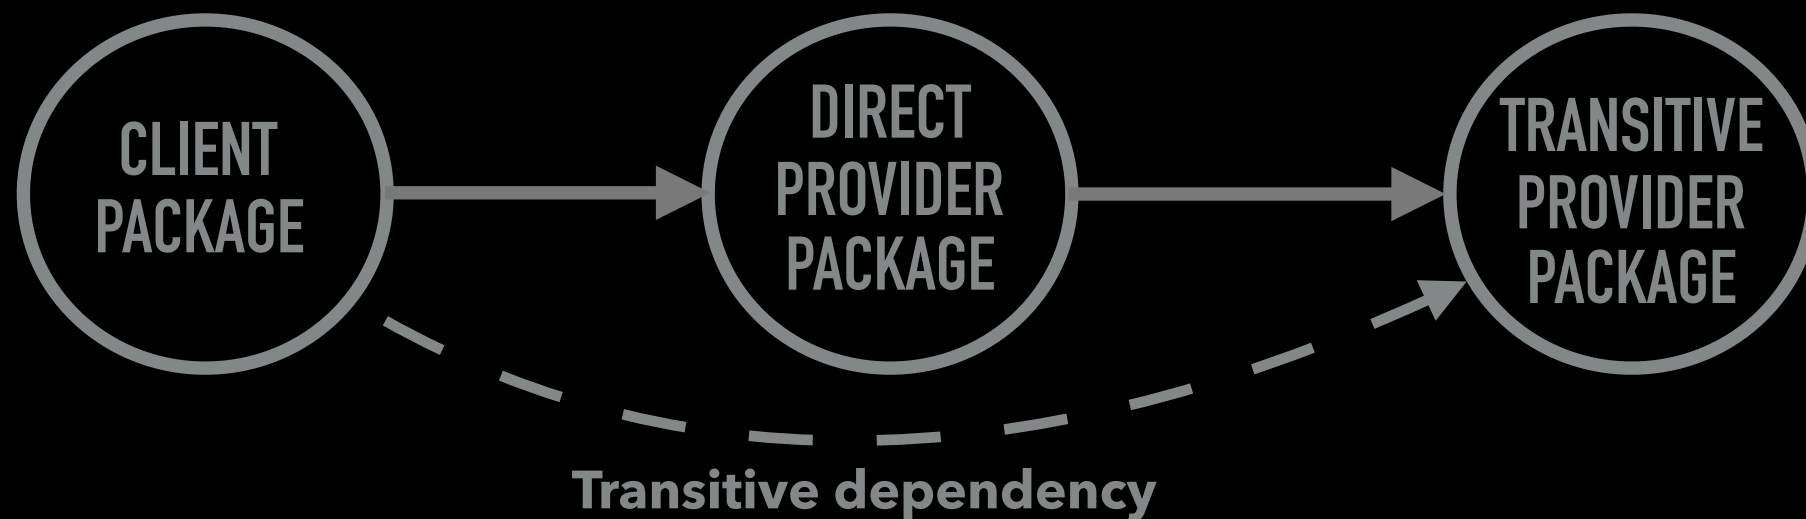 CLIENT
PACKAGE
DIRECT
PROVIDER
PACKAGE
TRANSITIVE
PROVIDER
PACKAGE
Transitive dependency